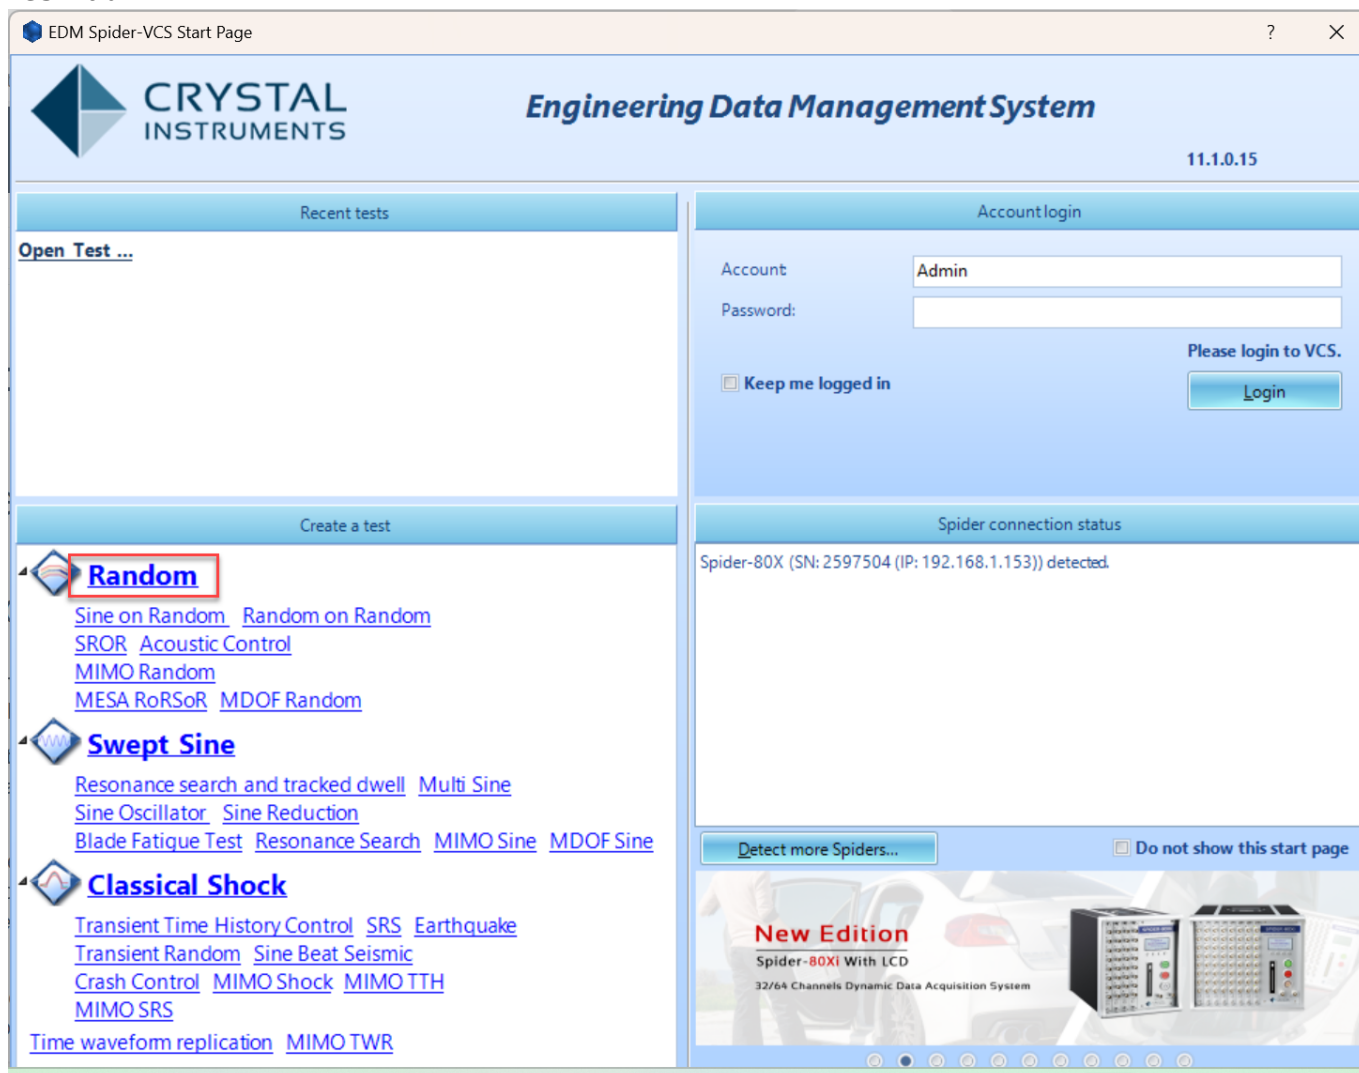 EDM Spider-VCS Start Page
?
CRYSTAL
INSTRUMENTS
Engineering Data Management System
11.1.0.15
Recent tests
Open Test ...
Account login
Account
Admin
Password:
Please login to VCS.
Keep me logged in
Login
Create a test
Random
Sine on Random Random on Random
SROR Acoustic Control
MIMO Random
MESA RoRSoR MDOF Random
Swept Sine
Resonance search and tracked dwell Multi Sine
Sine Oscillator Sine Reduction
Blade Fatigue Test Resonance Search MIMO Sine MDOF Sine
Classical Shock
Transient Time History Control SRS Earthquake
Transient Random Sine Beat Seismic
Crash Control MIMO Shock MIMO TTH
MIMO SRS
Time waveform replication MIMO TWR
Spider connection status
Spider-80X (SN: 2597504 (IP: 192.168.1.153)) detected.
Detect more Spiders...
Do not show this start page
New Edition
Spider-80Xi With LCD
32/64 Channels Dynamic Data Acquisition System